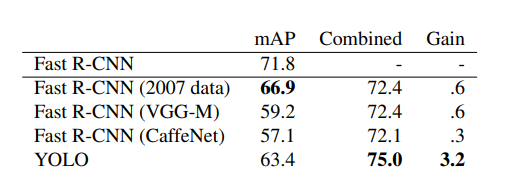 mAP Combined Gain
Fast R-CNN 71.8 - -
Fast R-CNN (2007 data) 66.9 72.4 .6
Fast R-CNN (VGG-M) 59.2 72.4 .6
Fast R-CNN (CaffeNet) 57.1 72.1 .3
YOLO 63.4 75.0 3.2